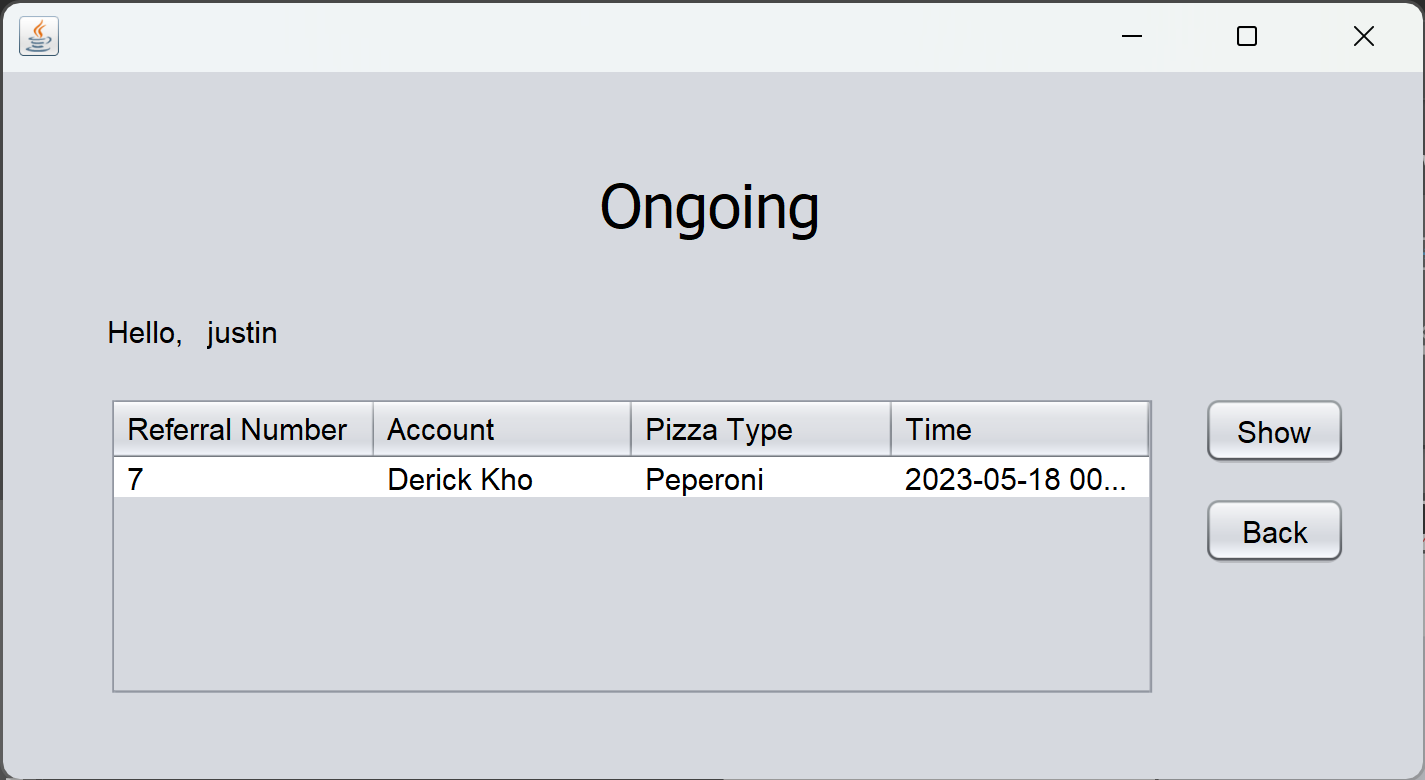 Ongoing
Hello, justin
Referral Number Account Pizza Type Time
Show
7 Derick Kho Peperoni 2023-05-18 00...
Back